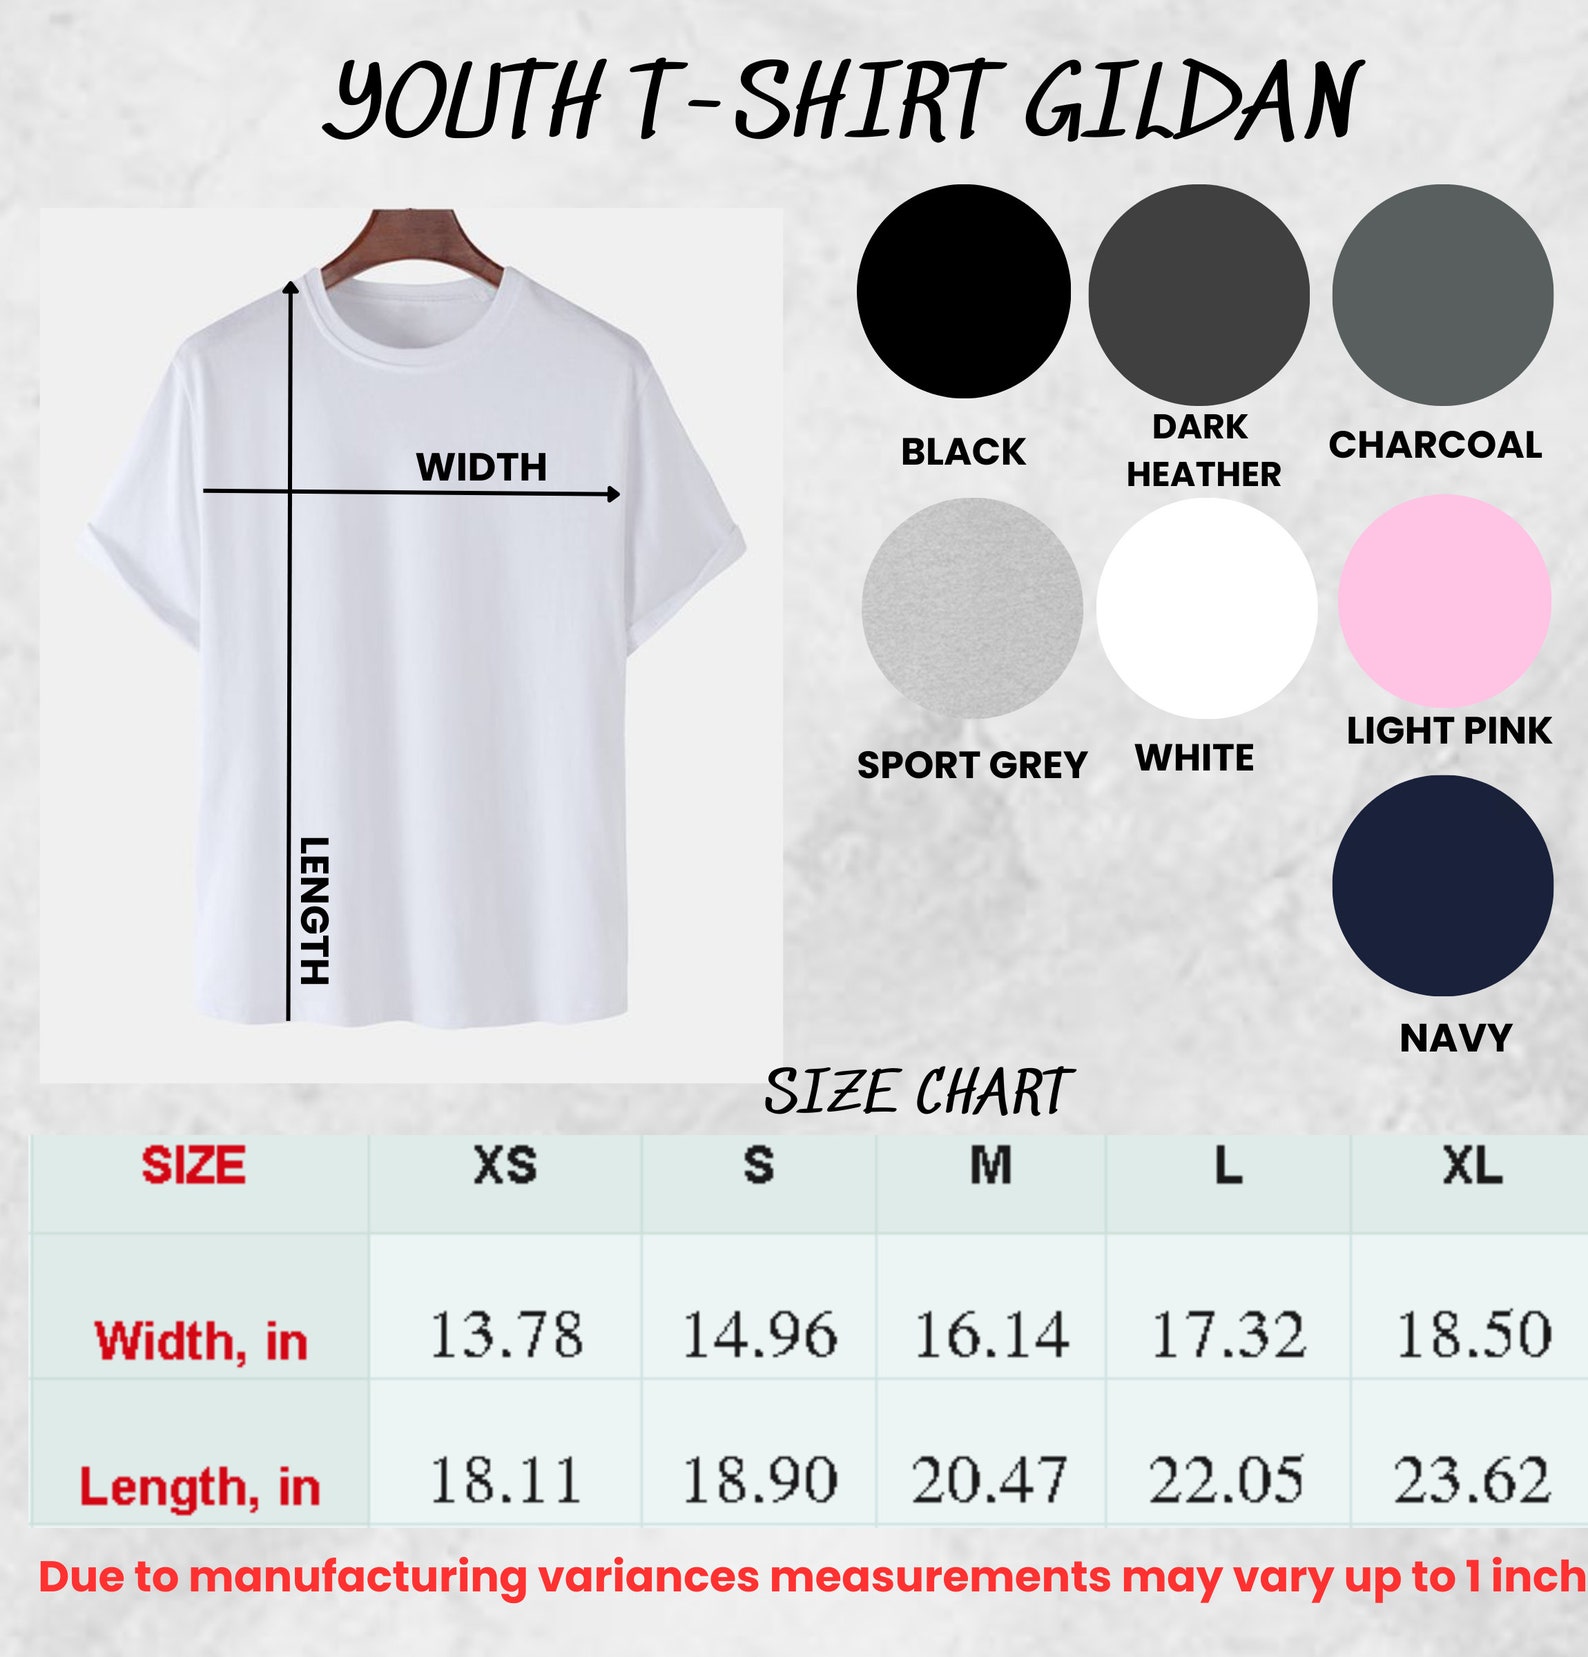 YOUTH T-SHIRT GILDAN
WIDTH
LENGTH
BLACK
DARK
HEATHER
CHARCOAL
SPORT GREY
WHITE
LIGHT PINK
NAVY
SIZE CHART
SIZE XS S M L XL
Width, in 13.78 14.96 16.14 17.32 18.50
Length, in 18.11 18.90 20.47 22.05 23.62
Due to manufacturing variances measurements may vary up to 1 inch